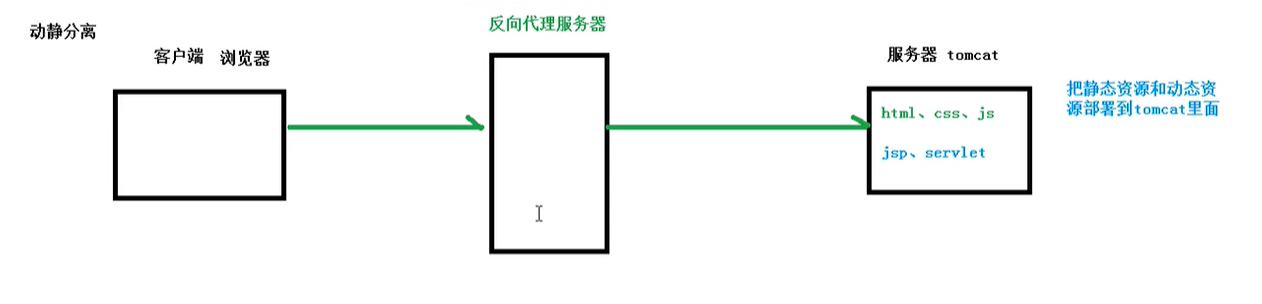 动静分离
客户端 浏览器
反向代理服务器
服务器 tomcat
html、css、js
jsp、servlet
把静态资源和动态资
源部署到tomcat里面